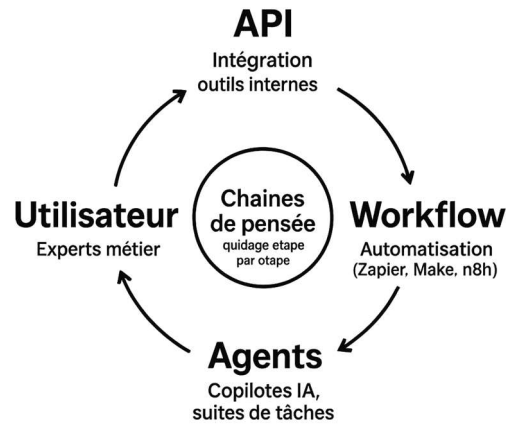 API
Intégration
outils internes
Utilisateur
Experts métier
Chaines
de pensée
quidage etape
par otape
Workflow
Automatisation
(Zapier, Make, n8h)
Agents
Copilotes IA,
suites de tâches